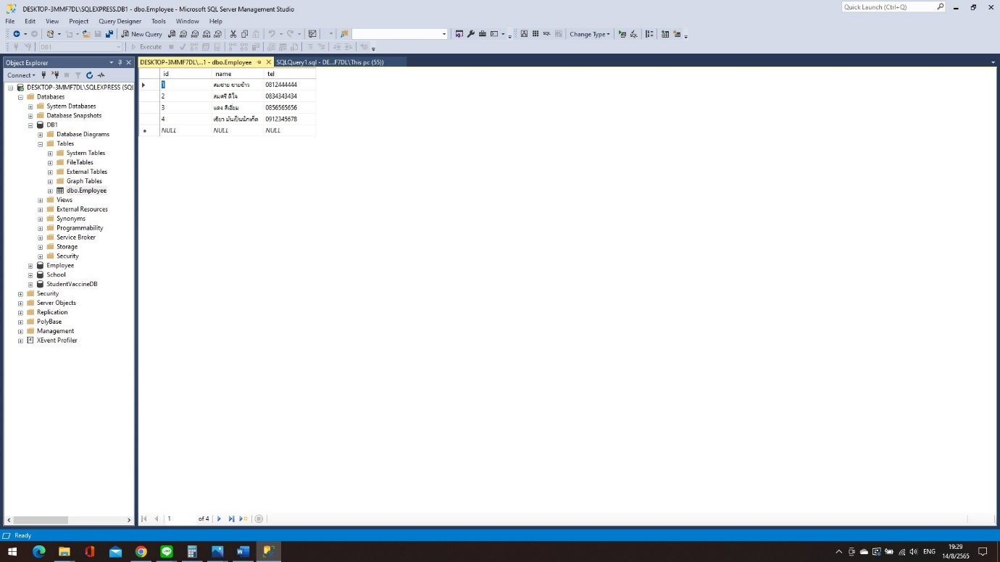 DESKTOP-3MMF7DL\SQLEXPRESS.DB1 - dbo.Employee - Microsoft SQL Server Management Studio
Quick Launch (Ctrl+Q)
File Edit View Project Query Designer Tools Window Help
New Query
Change Type
DB1 Execute
Object Explorer
DESKTOP-3MMF7DL\...1 - dbo.Employee
SQLQuery1.sql - DE...F7DL\This pc (55))
Connect
DESKTOP-3MMF7DL\SQLEXPRESS (SQL
Databases
System Databases
Database Snapshots
DB1
Database Diagrams
Tables
System Tables
FileTables
External Tables
Graph Tables
dbo.Employee
Views
External Resources
Synonyms
Programmability
Service Broker
Storage
Security
Employee
School
StudentVaccineDB
Security
Server Objects
Replication
PolyBase
Management
XEvent Profiler
id name tel
1 สมชาย ขายข้าว 0812444444
2 สมศรี ดีใจ 0834343434
3 แดง สีเอี่ยม 0856565656
4 เขียว มันเป็นนักเก็ต 0912345678
NULL NULL NULL
1 of 4
Ready
ENG
19:29
14/8/2565